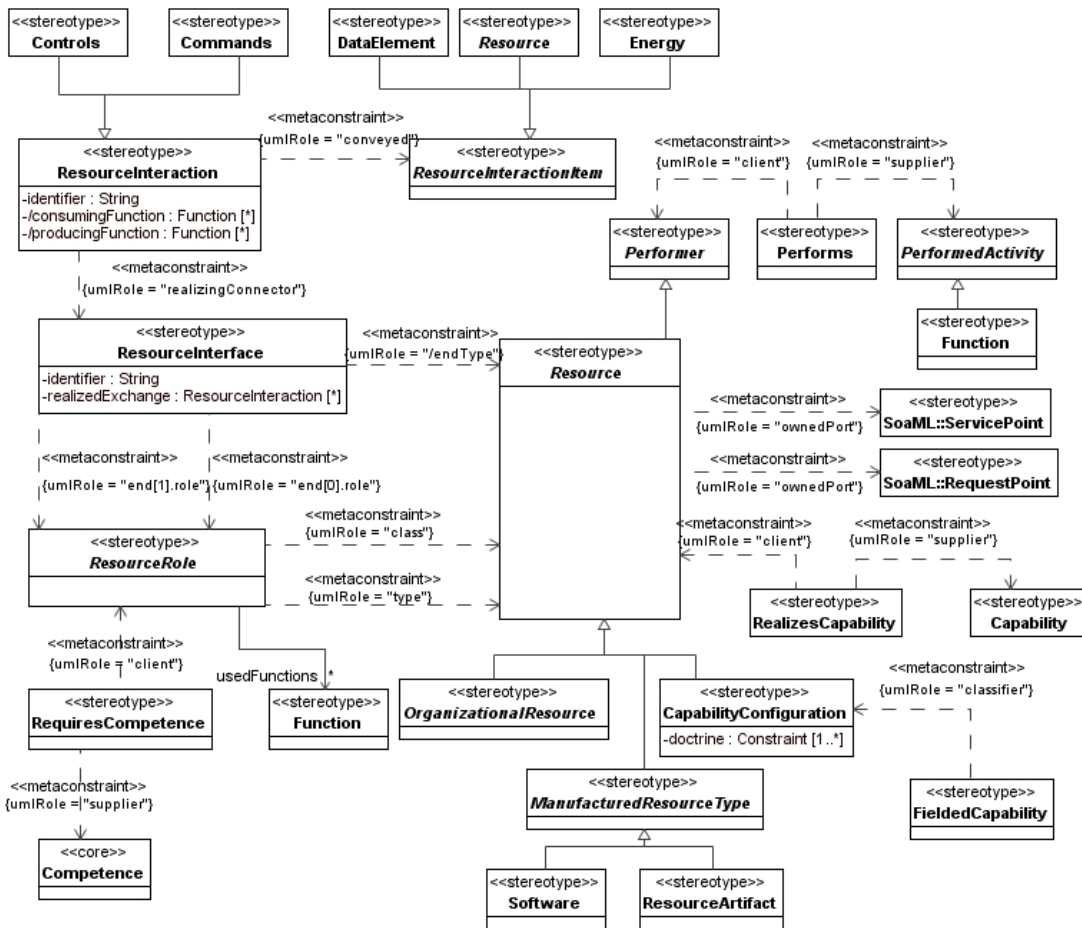 <<stereotype>>
Controls
<<stereotype>>
Commands
<<stereotype>>
DataElement
<<stereotype>>
Resource
<<stereotype>>
Energy
<<metaconstraint>>
{umlRole = "conveyed"}
<<stereotype>>
ResourceInteraction
-identifier : String
-/consumingFunction : Function [*]
-/producingFunction : Function [*]
<<stereotype>>
ResourceInteractionItem
<<metaconstraint>>
{umlRole = "client"}
<<metaconstraint>>
{umlRole = "supplier"}
<<stereotype>>
Performer
<<stereotype>>
Performs
<<stereotype>>
PerformedActivity
<<metaconstraint>>
{umlRole = "realizingConnector"}
<<stereotype>>
Function
<<stereotype>>
ResourceInterface
-identifier : String
-realizedExchange : ResourceInteraction [*]
<<metaconstraint>>
{umlRole = "/endType"}
<<stereotype>>
Resource
<<metaconstraint>>
{umlRole = "ownedPort"}
<<stereotype>>
SoaML::ServicePoint
<<metaconstraint>>
{umlRole = "ownedPort"}
<<stereotype>>
SoaML::RequestPoint
<<metaconstraint>>
{umlRole = "end[1].role"}
<<metaconstraint>>
{umlRole = "end[0].role"}
<<stereotype>>
ResourceRole
<<metaconstraint>>
{umlRole = "class"}
<<metaconstraint>>
{umlRole = "type"}
<<metaconstraint>>
{umlRole = "client"}
<<metaconstraint>>
{umlRole = "supplier"}
<<stereotype>>
RealizesCapability
<<stereotype>>
Capability
<<metaconstraint>>
{umlRole = "client"}
usedFunctions
*
<<stereotype>>
RequiresCompetence
<<stereotype>>
Function
<<stereotype>>
OrganizationalResource
<<stereotype>>
CapabilityConfiguration
-doctrine : Constraint [1..*]
<<metaconstraint>>
{umlRole = "classifier"}
<<metaconstraint>>
{umlRole = "supplier"}
<<stereotype>>
ManufacturedResourceType
<<stereotype>>
FieldedCapability
<<core>>
Competence
<<stereotype>>
Software
<<stereotype>>
ResourceArtifact